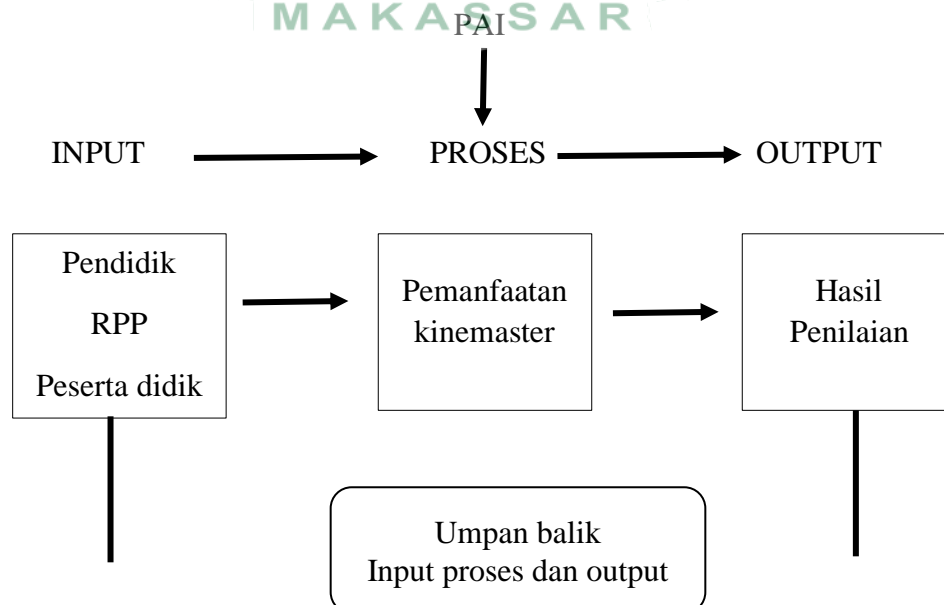 MAKASSAR
PAI
INPUT PROSES OUTPUT
Pendidik
RPP
Peserta didik
Pemanfaatan
kinemaster
Hasil
Penilaian
Umpan balik
Input proses dan output